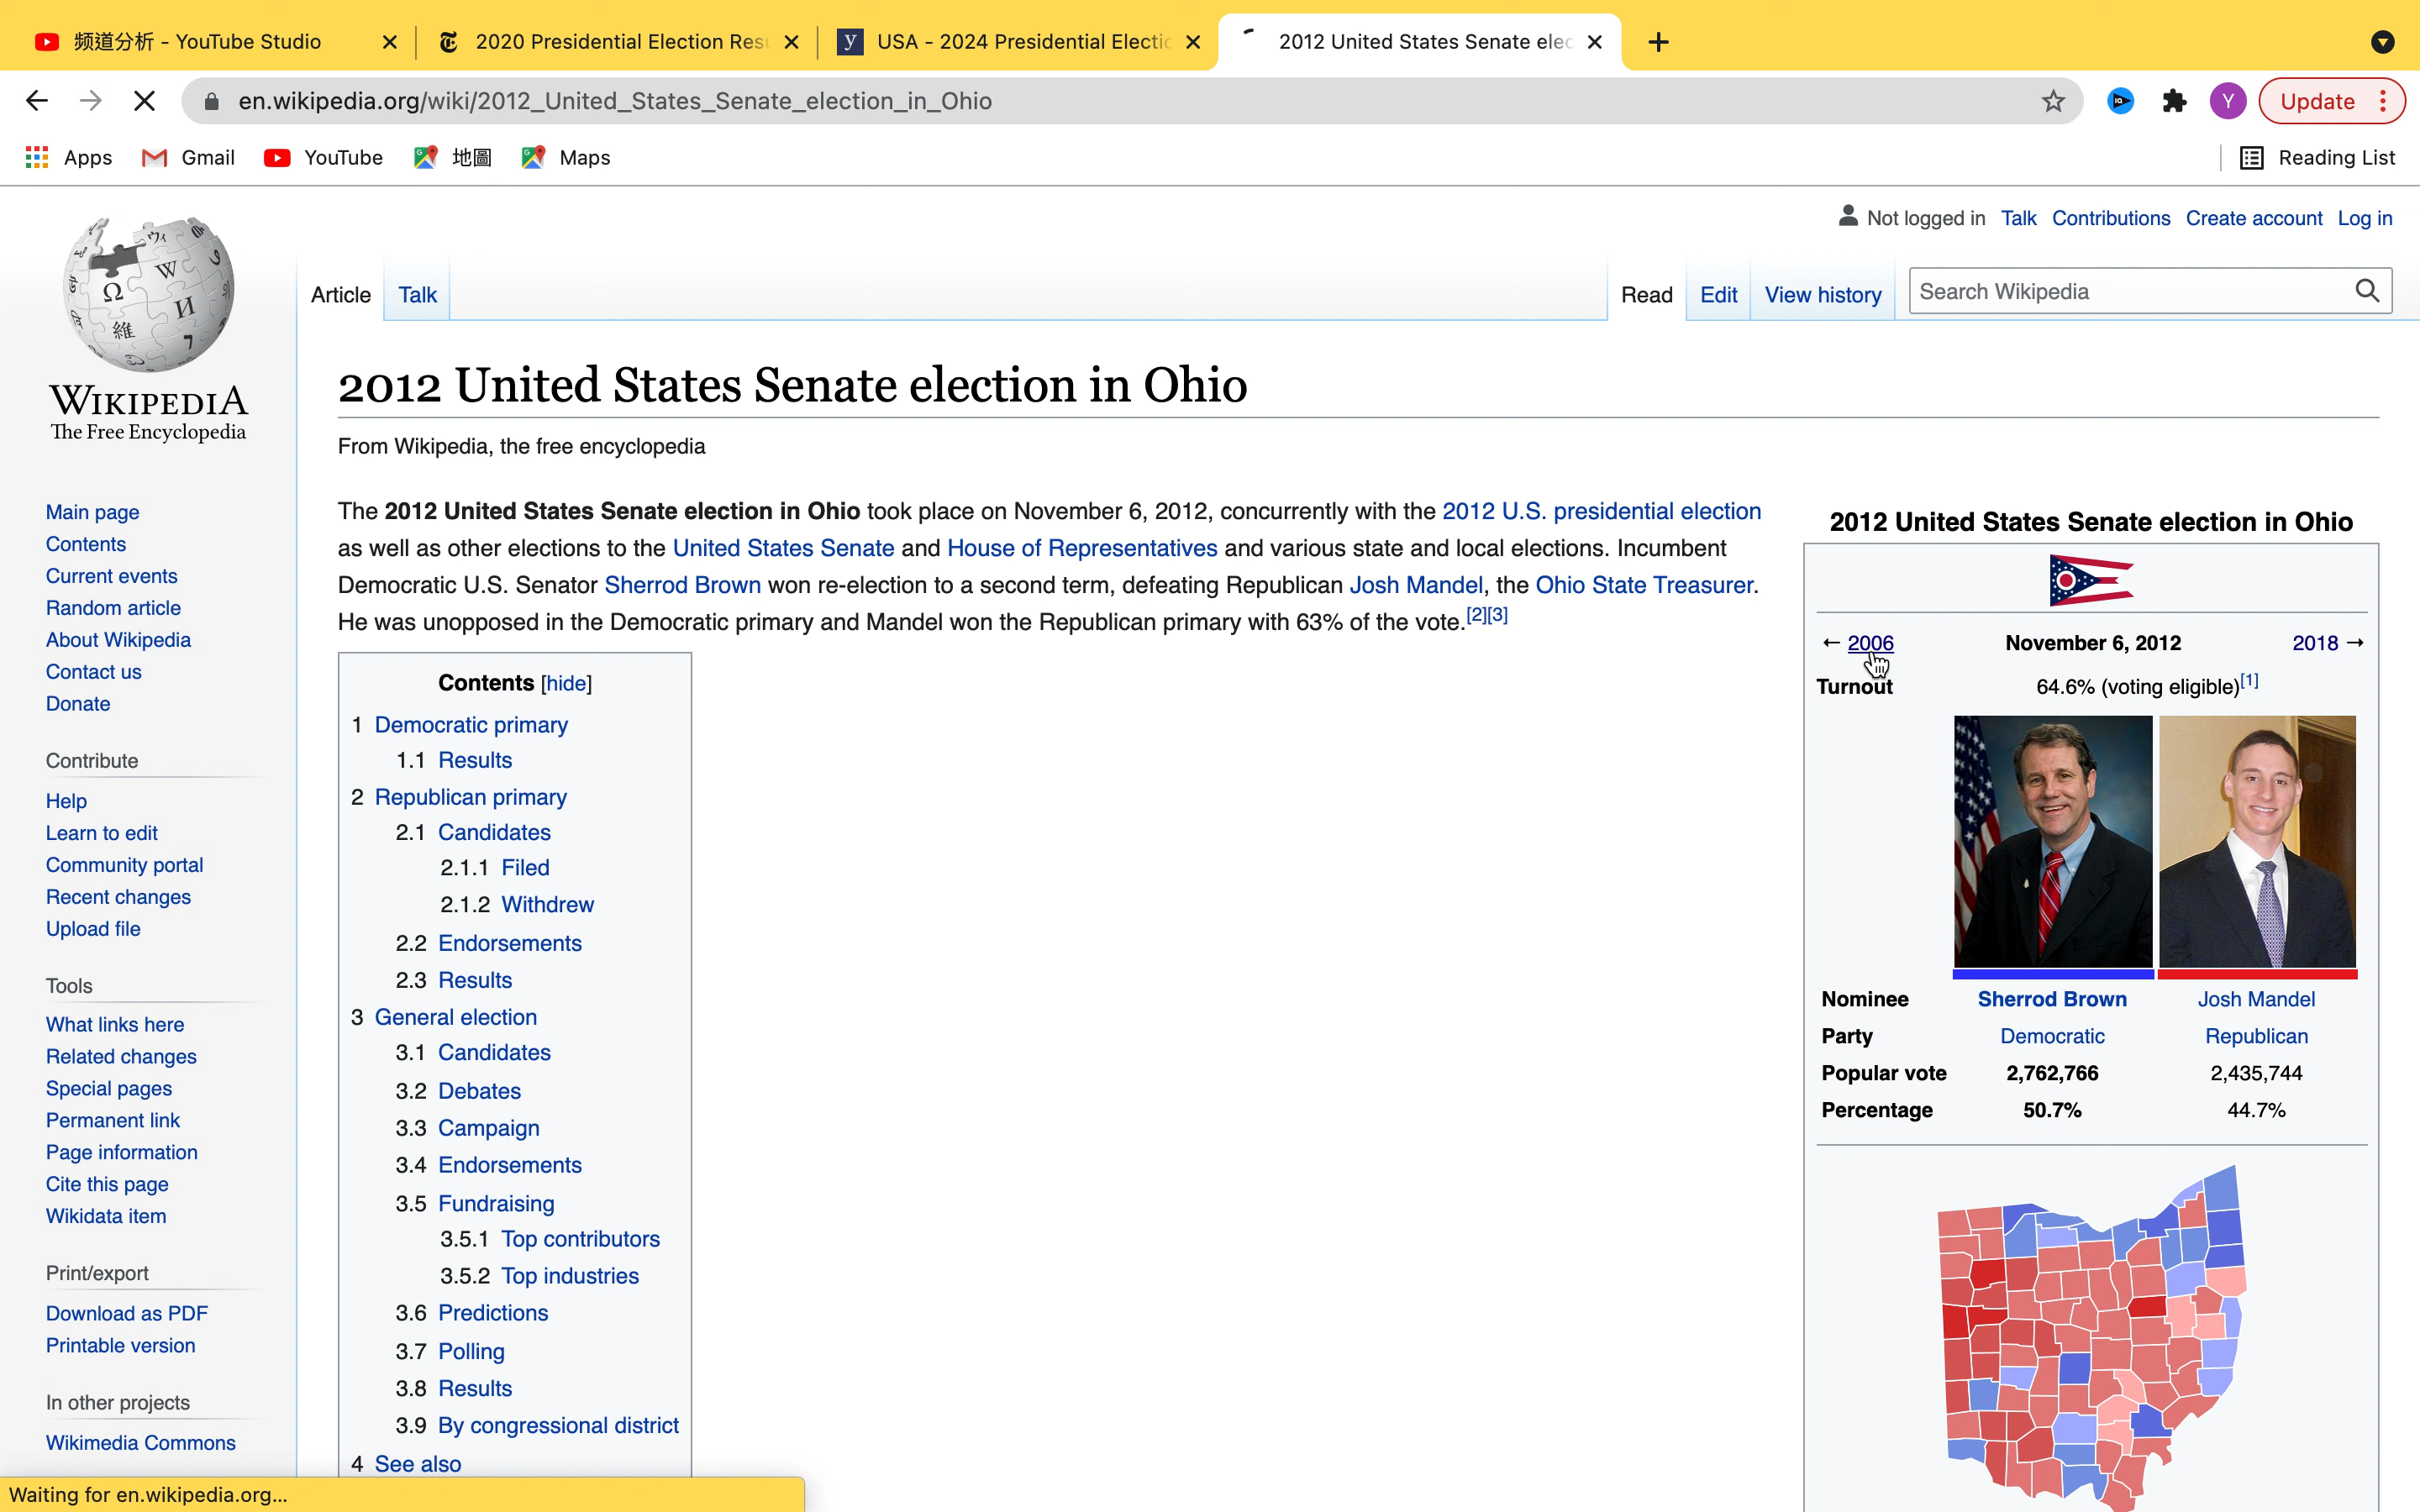 频道分析 - YouTube Studio
2020 Presidential Election Res
USA - 2024 Presidential Electic
2012 United States Senate elec
en.wikipedia.org/wiki/2012_United_States_Senate_election_in_Ohio
Y
Update
Apps
Gmail
YouTube
地圖
Maps
Reading List
Not logged in Talk Contributions Create account Log in
WIKIPEDIA
The Free Encyclopedia
Article
Talk
Read
Edit
View history
Search Wikipedia
Main page
Contents
Current events
Random article
About Wikipedia
Contact us
Donate
Contribute
Help
Learn to edit
Community portal
Recent changes
Upload file
Tools
What links here
Related changes
Special pages
Permanent link
Page information
Cite this page
Wikidata item
Print/export
Download as PDF
Printable version
In other projects
Wikimedia Commons
2012 United States Senate election in Ohio
From Wikipedia, the free encyclopedia
The 2012 United States Senate election in Ohio took place on November 6, 2012, concurrently with the 2012 U.S. presidential election
as well as other elections to the United States Senate and House of Representatives and various state and local elections. Incumbent
Democratic U.S. Senator Sherrod Brown won re-election to a second term, defeating Republican Josh Mandel, the Ohio State Treasurer.
He was unopposed in the Democratic primary and Mandel won the Republican primary with 63% of the vote.[2][3]
Contents [hide]
1 Democratic primary
1.1 Results
2 Republican primary
2.1 Candidates
2.1.1 Filed
2.1.2 Withdrew
2.2 Endorsements
2.3 Results
3 General election
3.1 Candidates
3.2 Debates
3.3 Campaign
3.4 Endorsements
3.5 Fundraising
3.5.1 Top contributors
3.5.2 Top industries
3.6 Predictions
3.7 Polling
3.8 Results
3.9 By congressional district
4 See also
2012 United States Senate election in Ohio
← 2006 November 6, 2012 2018 →
Turnout 64.6% (voting eligible)[1]
Nominee Sherrod Brown Josh Mandel
Party Democratic Republican
Popular vote 2,762,766 2,435,744
Percentage 50.7% 44.7%
Waiting for en.wikipedia.org...